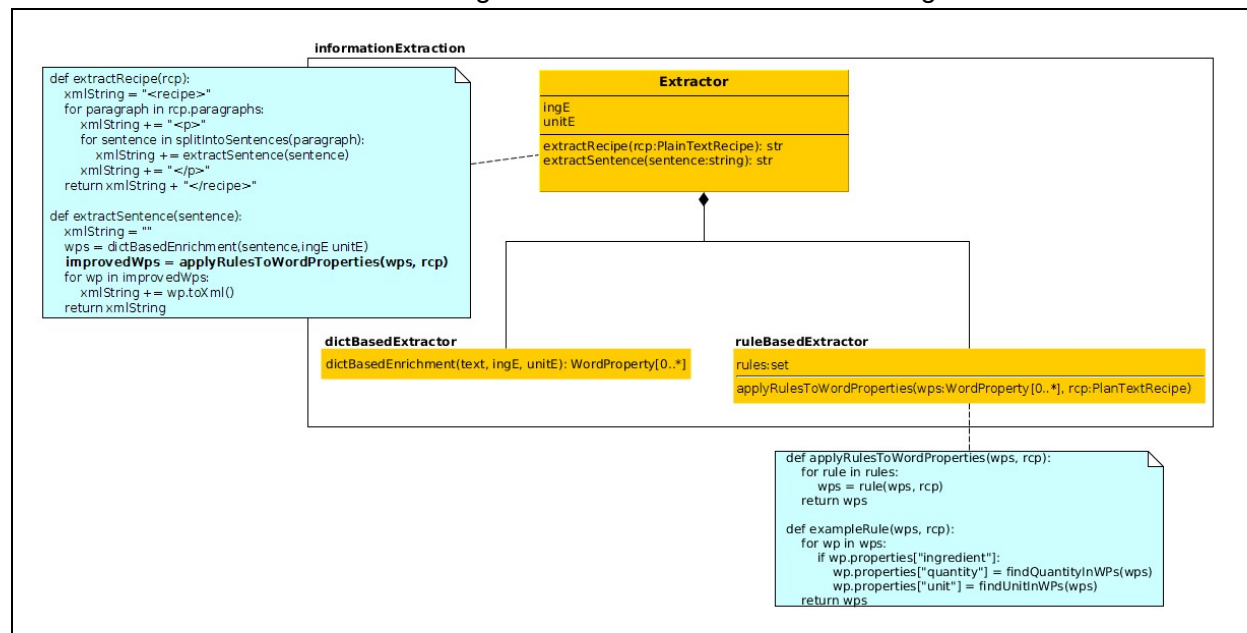 informationExtraction
def extractRecipe(rcp):
xmlString = "<recipe>"
for paragraph in rcp.paragraphs:
xmlString += "<p>"
for sentence in splitIntoSentences(paragraph):
xmlString += extractSentence(sentence)
xmlString += "</p>"
return xmlString + "</recipe>"
def extractSentence(sentence):
xmlString = ""
wps = dictBasedEnrichment(sentence,ingE unitE)
improvedWps = applyRulesToWordProperties(wps, rcp)
for wp in improvedWps:
xmlString += wp.toXml()
return xmlString
Extractor
ingE
unitE
extractRecipe(rcp:PlainTextRecipe): str
extractSentence(sentence:string): str
dictBasedExtractor
dictBasedEnrichment(text, ingE, unitE): WordProperty[0..*]
ruleBasedExtractor
rules:set
applyRulesToWordProperties(wps:WordProperty[0..*], rcp:PlanTextRecipe)
def applyRulesToWordProperties(wps, rcp):
for rule in rules:
wps = rule(wps, rcp)
return wps
def exampleRule(wps, rcp):
for wp in wps:
if wp.properties["ingredient"]:
wp.properties["quantity"] = findQuantityInWPs(wps)
wp.properties["unit"] = findUnitInWPs(wps)
return wps